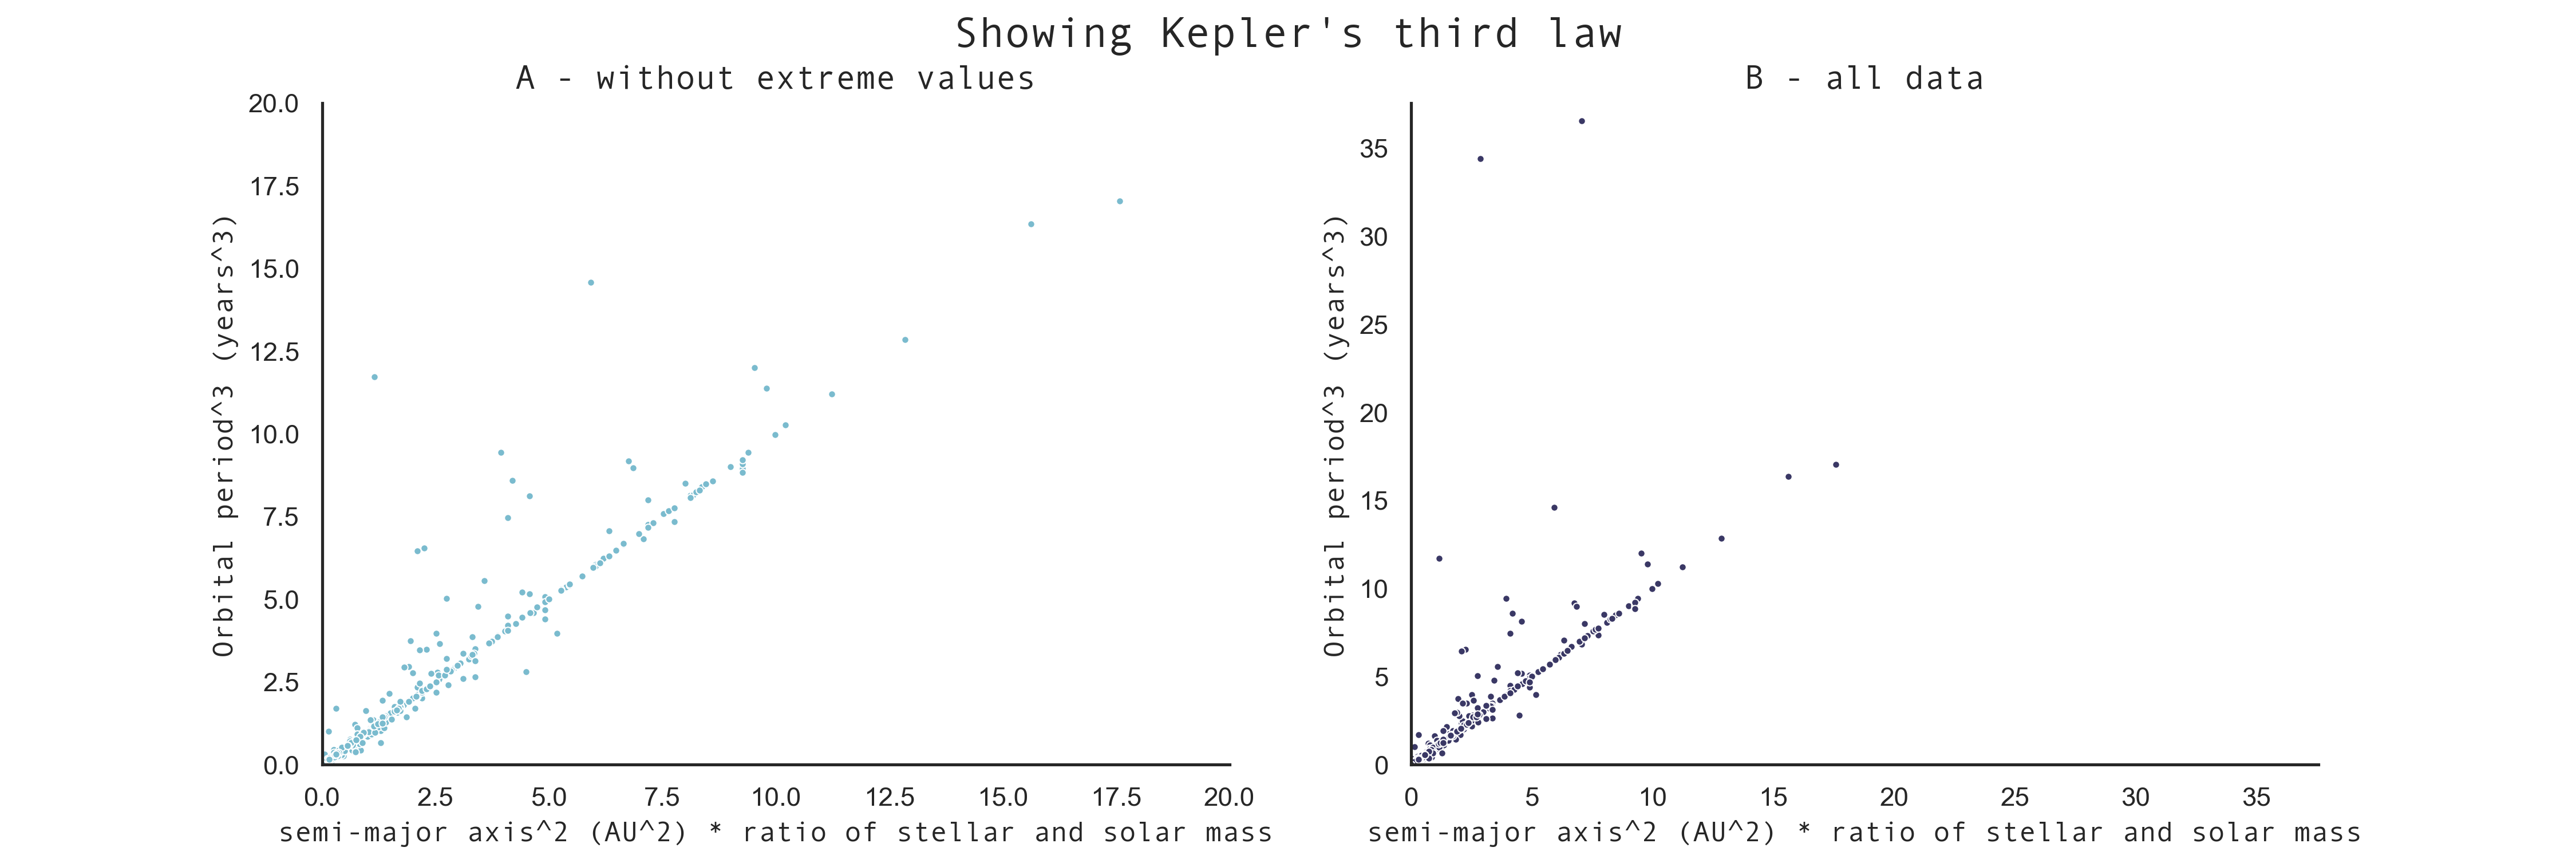 Showing Kepler's third law
A - without extreme values
20.0
17.5
15.0
12.5
10.0
7.5
5.0
2.5
0.0
Orbital period^3 (years^3)
0.0 2.5 5.0 7.5 10.0 12.5 15.0 17.5 20.0
semi-major axis^2 (AU^2) * ratio of stellar and solar mass
B - all data
35
30
25
20
15
10
5
0
Orbital period^3 (years^3)
0 5 10 15 20 25 30 35
semi-major axis^2 (AU^2) * ratio of stellar and solar mass